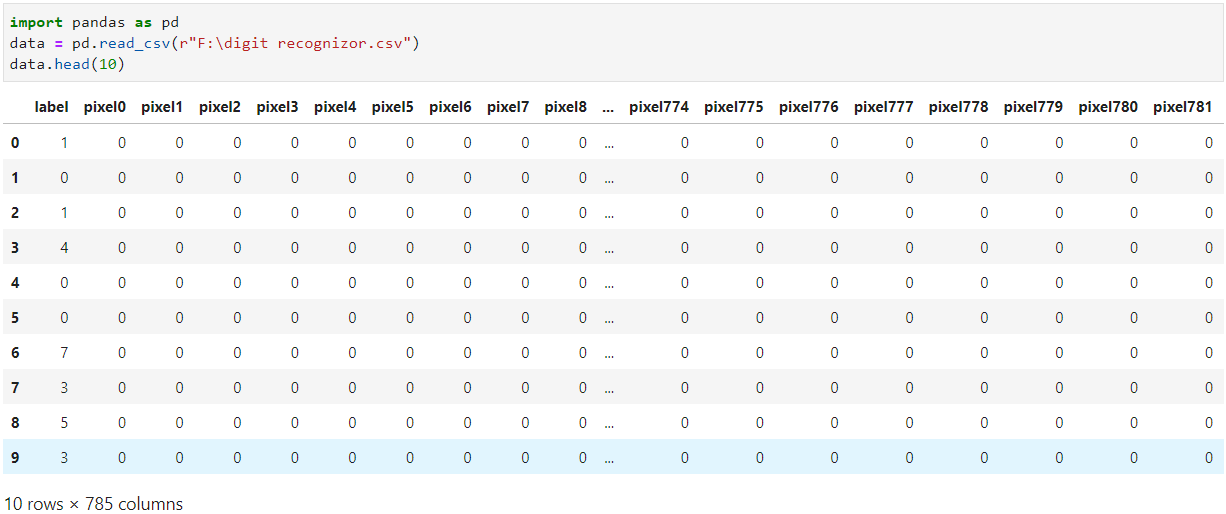 import pandas as pd
data = pd.read_csv(r"F:\digit recognizor.csv")
data.head(10)
label pixel0 pixel1 pixel2 pixel3 pixel4 pixel5 pixel6 pixel7 pixel8 ... pixel774 pixel775 pixel776 pixel777 pixel778 pixel779 pixel780 pixel781
0 1 0 0 0 0 0 0 0 0 0 ... 0 0 0 0 0 0 0 0
1 0 0 0 0 0 0 0 0 0 0 ... 0 0 0 0 0 0 0 0
2 1 0 0 0 0 0 0 0 0 0 ... 0 0 0 0 0 0 0 0
3 4 0 0 0 0 0 0 0 0 0 ... 0 0 0 0 0 0 0 0
4 0 0 0 0 0 0 0 0 0 0 ... 0 0 0 0 0 0 0 0
5 0 0 0 0 0 0 0 0 0 0 ... 0 0 0 0 0 0 0 0
6 7 0 0 0 0 0 0 0 0 0 ... 0 0 0 0 0 0 0 0
7 3 0 0 0 0 0 0 0 0 0 ... 0 0 0 0 0 0 0 0
8 5 0 0 0 0 0 0 0 0 0 ... 0 0 0 0 0 0 0 0
9 3 0 0 0 0 0 0 0 0 0 ... 0 0 0 0 0 0 0 0
10 rows × 785 columns